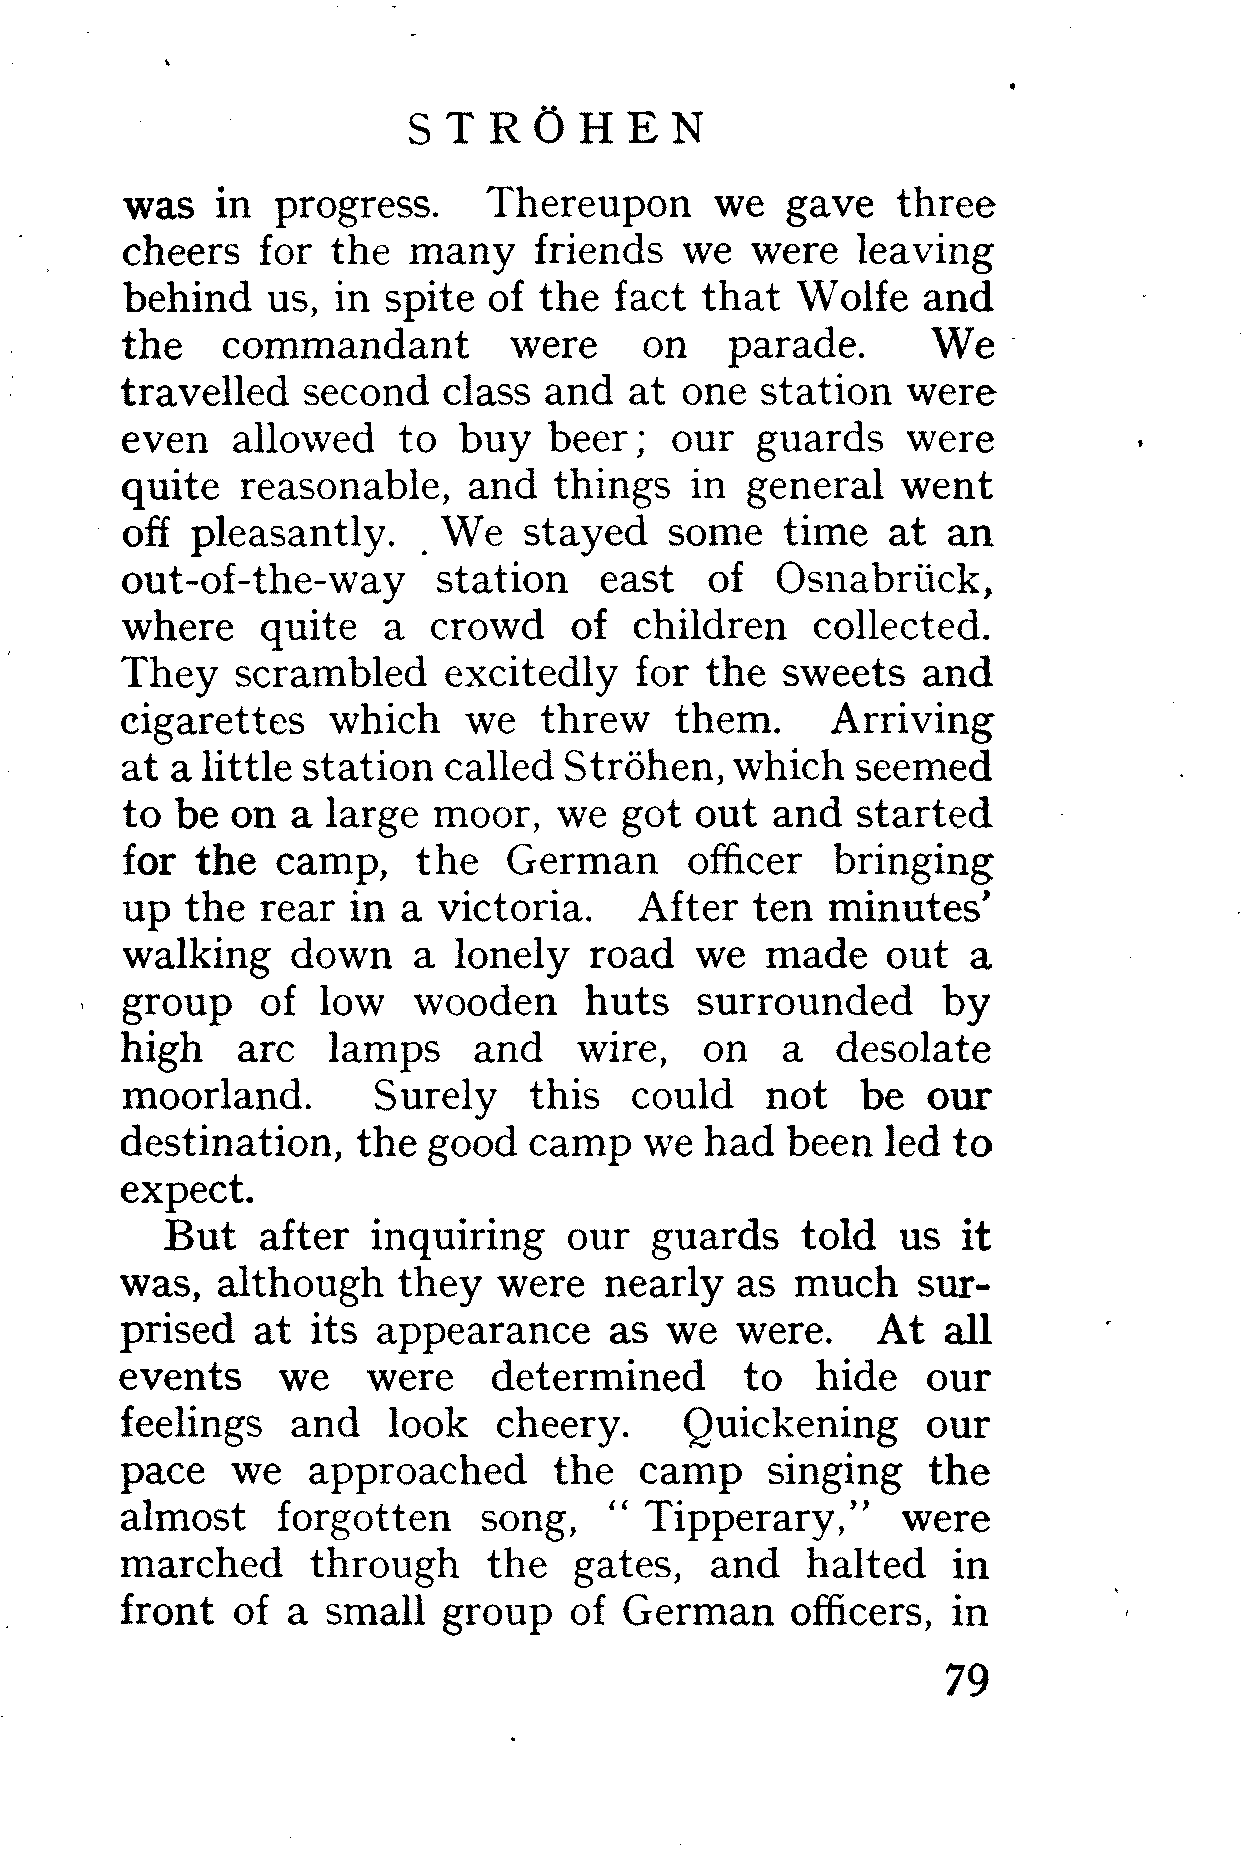 STRÖHEN
was in progress. Thereupon we gave three
cheers for the many friends we were leaving
behind us, in spite of the fact that Wolfe and
the commandant were on parade. We
travelled second class and at one station were
even allowed to buy beer; our guards were
quite reasonable, and things in general went
off pleasantly. We stayed some time at an
out-of-the-way station east of Osnabrück,
where quite a crowd of children collected.
They scrambled excitedly for the sweets and
cigarettes which we threw them. Arriving
at a little station called Ströhen, which seemed
to be on a large moor, we got out and started
for the camp, the German officer bringing
up the rear in a victoria. After ten minutes'
walking down a lonely road we made out a
group of low wooden huts surrounded by
high arc lamps and wire, on a desolate
moorland. Surely this could not be our
destination, the good camp we had been led to
expect.
But after inquiring our guards told us it
was, although they were nearly as much sur-
prised at its appearance as we were. At all
events we were determined to hide our
feelings and look cheery. Quickening our
pace we approached the camp singing the
almost forgotten song, " Tipperary," were
marched through the gates, and halted in
front of a small group of German officers, in
79